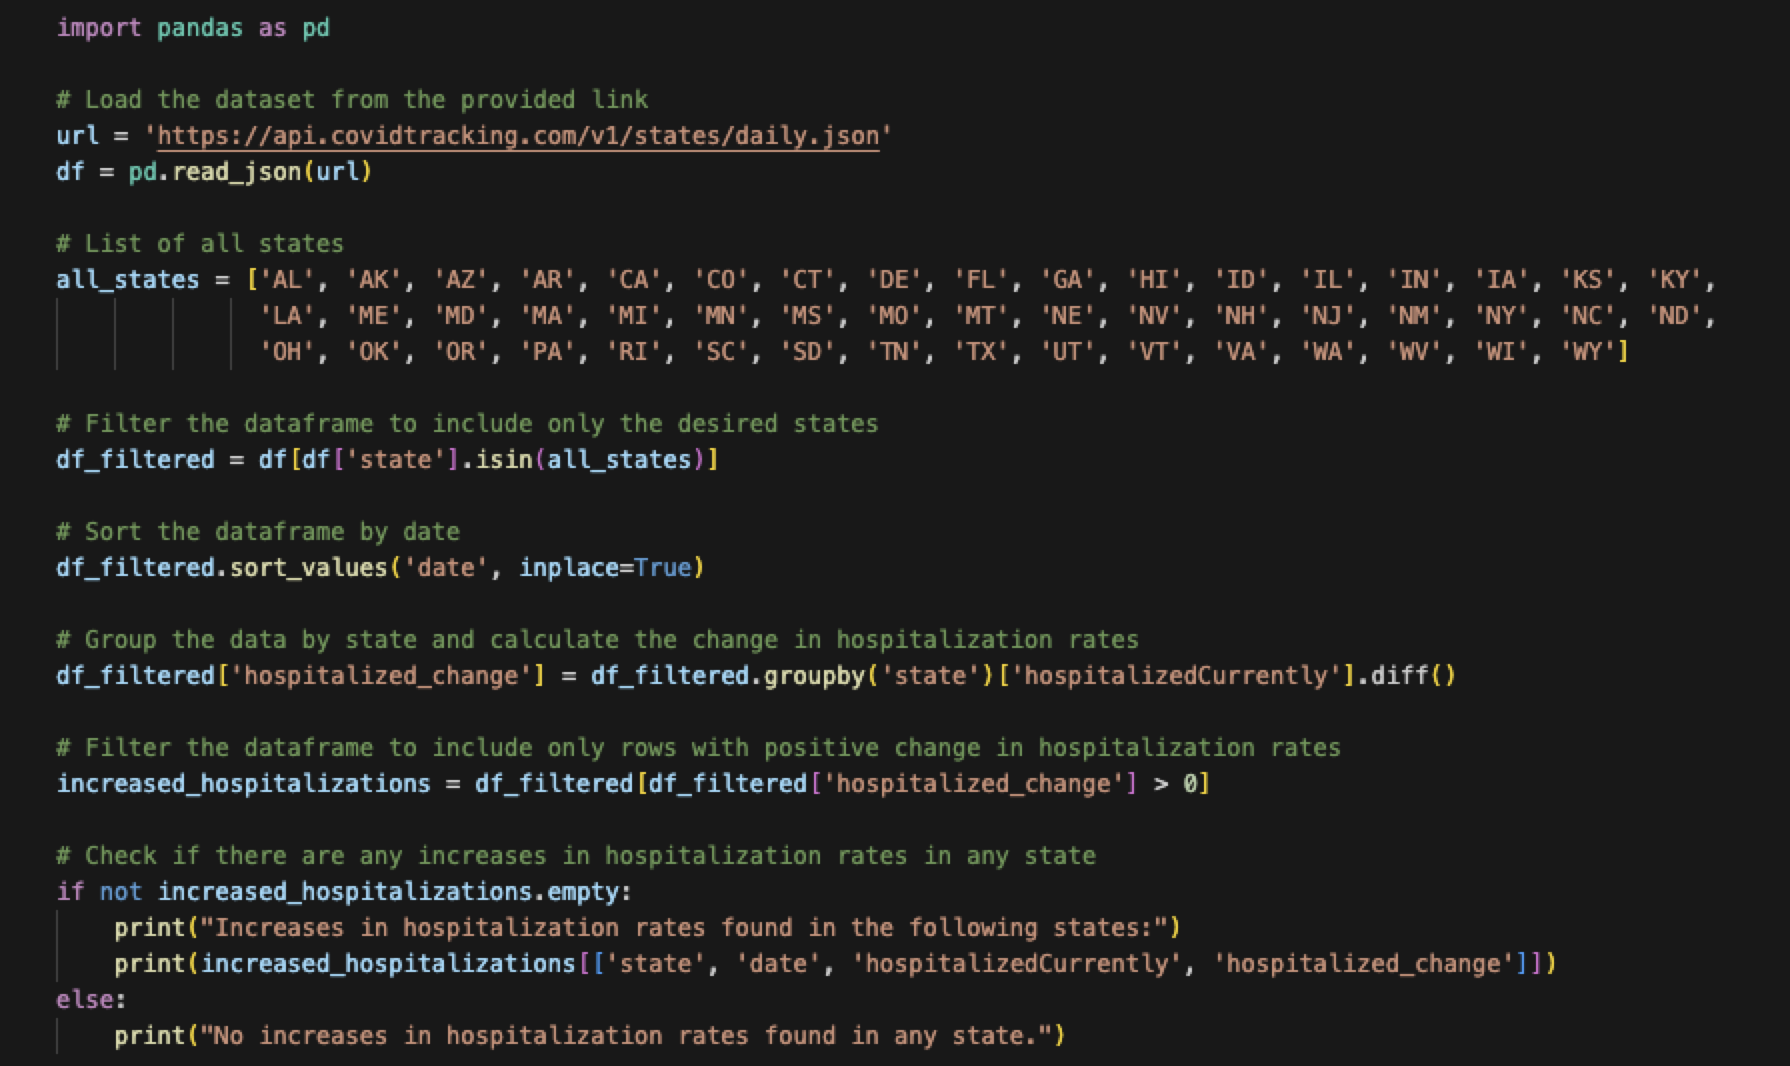 import pandas as pd
# Load the dataset from the provided link
url = 'https://api.covidtracking.com/v1/states/daily.json'
df = pd.read_json(url)
# List of all states
all_states = ['AL', 'AK', 'AZ', 'AR', 'CA', 'CO', 'CT', 'DE', 'FL', 'GA', 'HI', 'ID', 'IL', 'IN', 'IA', 'KS', 'KY',
'LA', 'ME', 'MD', 'MA', 'MI', 'MN', 'MS', 'MO', 'MT', 'NE', 'NV', 'NH', 'NJ', 'NM', 'NY', 'NC', 'ND',
'OH', 'OK', 'OR', 'PA', 'RI', 'SC', 'SD', 'TN', 'TX', 'UT', 'VT', 'VA', 'WA', 'WV', 'WI', 'WY']
# Filter the dataframe to include only the desired states
df_filtered = df[df['state'].isin(all_states)]
# Sort the dataframe by date
df_filtered.sort_values('date', inplace=True)
# Group the data by state and calculate the change in hospitalization rates
df_filtered['hospitalized_change'] = df_filtered.groupby('state')['hospitalizedCurrently'].diff()
# Filter the dataframe to include only rows with positive change in hospitalization rates
increased_hospitalizations = df_filtered[df_filtered['hospitalized_change'] > 0]
# Check if there are any increases in hospitalization rates in any state
if not increased_hospitalizations.empty:
    print("Increases in hospitalization rates found in the following states:")
    print(increased_hospitalizations[['state', 'date', 'hospitalizedCurrently', 'hospitalized_change']])
else:
    print("No increases in hospitalization rates found in any state.")